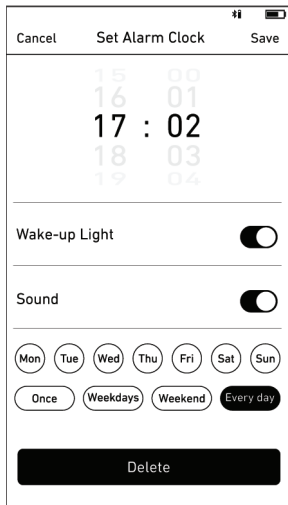 Cancel Set Alarm Clock Save
15 00
16 01
17 : 02
18 03
19 04
Wake-up Light
Sound
Mon Tue Wed Thu Fri Sat Sun
Once Weekdays Weekend Every day
Delete